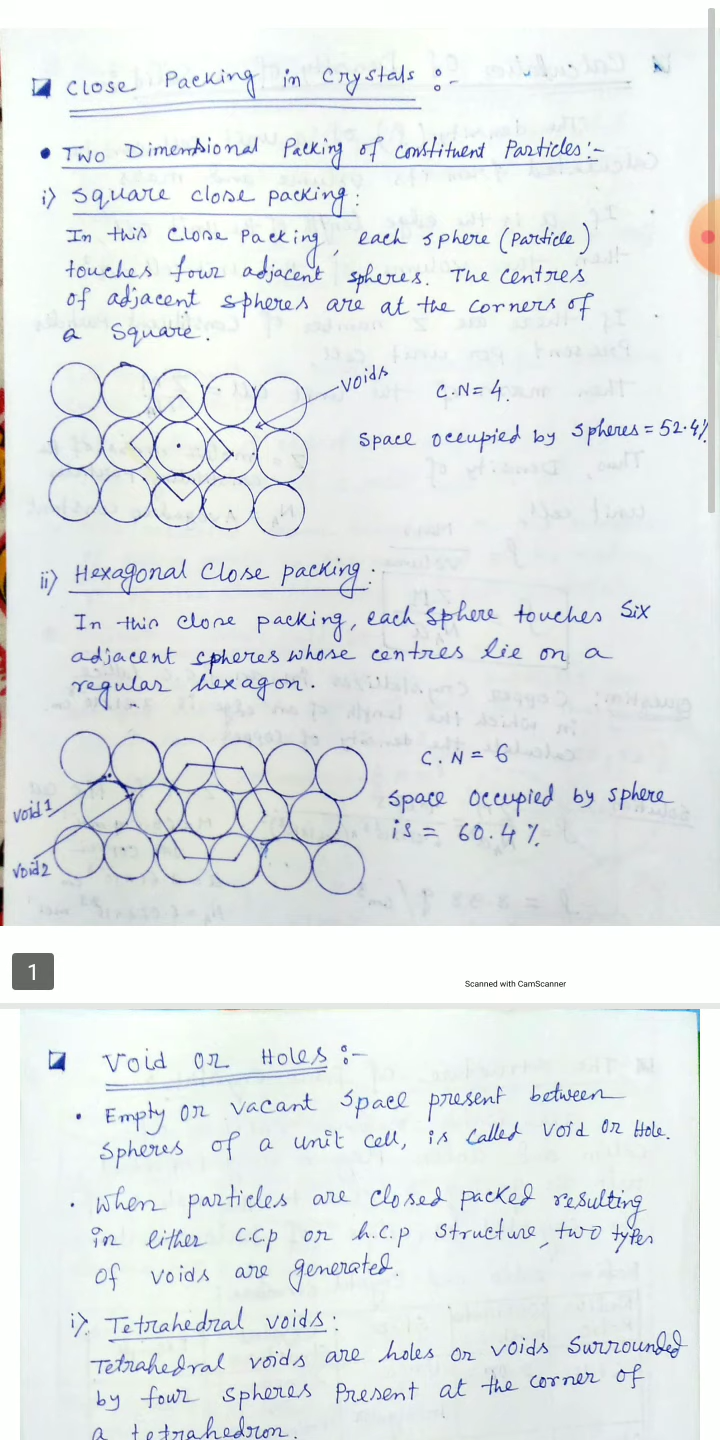 Close Packing in Crystals :-
• Two Dimensional Packing of constituent Particles:-
i) Square close packing:
In this Close Packing, each sphere (Particle)
touches four adjacent spheres. The centres
of adjacent spheres are at the corners of
a square.
voids
C.N= 4.
Space occupied by Spheres = 52.4%
ii) Hexagonal Close packing:
In this close packing, each sphere touches six
adjacent spheres whose centres lie on a
regular hexagon.
C.N = 6
Space occupied by sphere
is = 60.4%
void 1
void 2
1
Scanned with CamScanner
Void or Holes :-
• Empty or vacant space present between
spheres of a unit cell, is called void or Hole.
• When particles are closed packed resulting
in either C.C.p or h.c.p structure, two types
of voids are generated.
i). Tetrahedral voids:
Tetrahedral voids are holes or voids surrounded
by four spheres Present at the corner of
a tetrahedron.